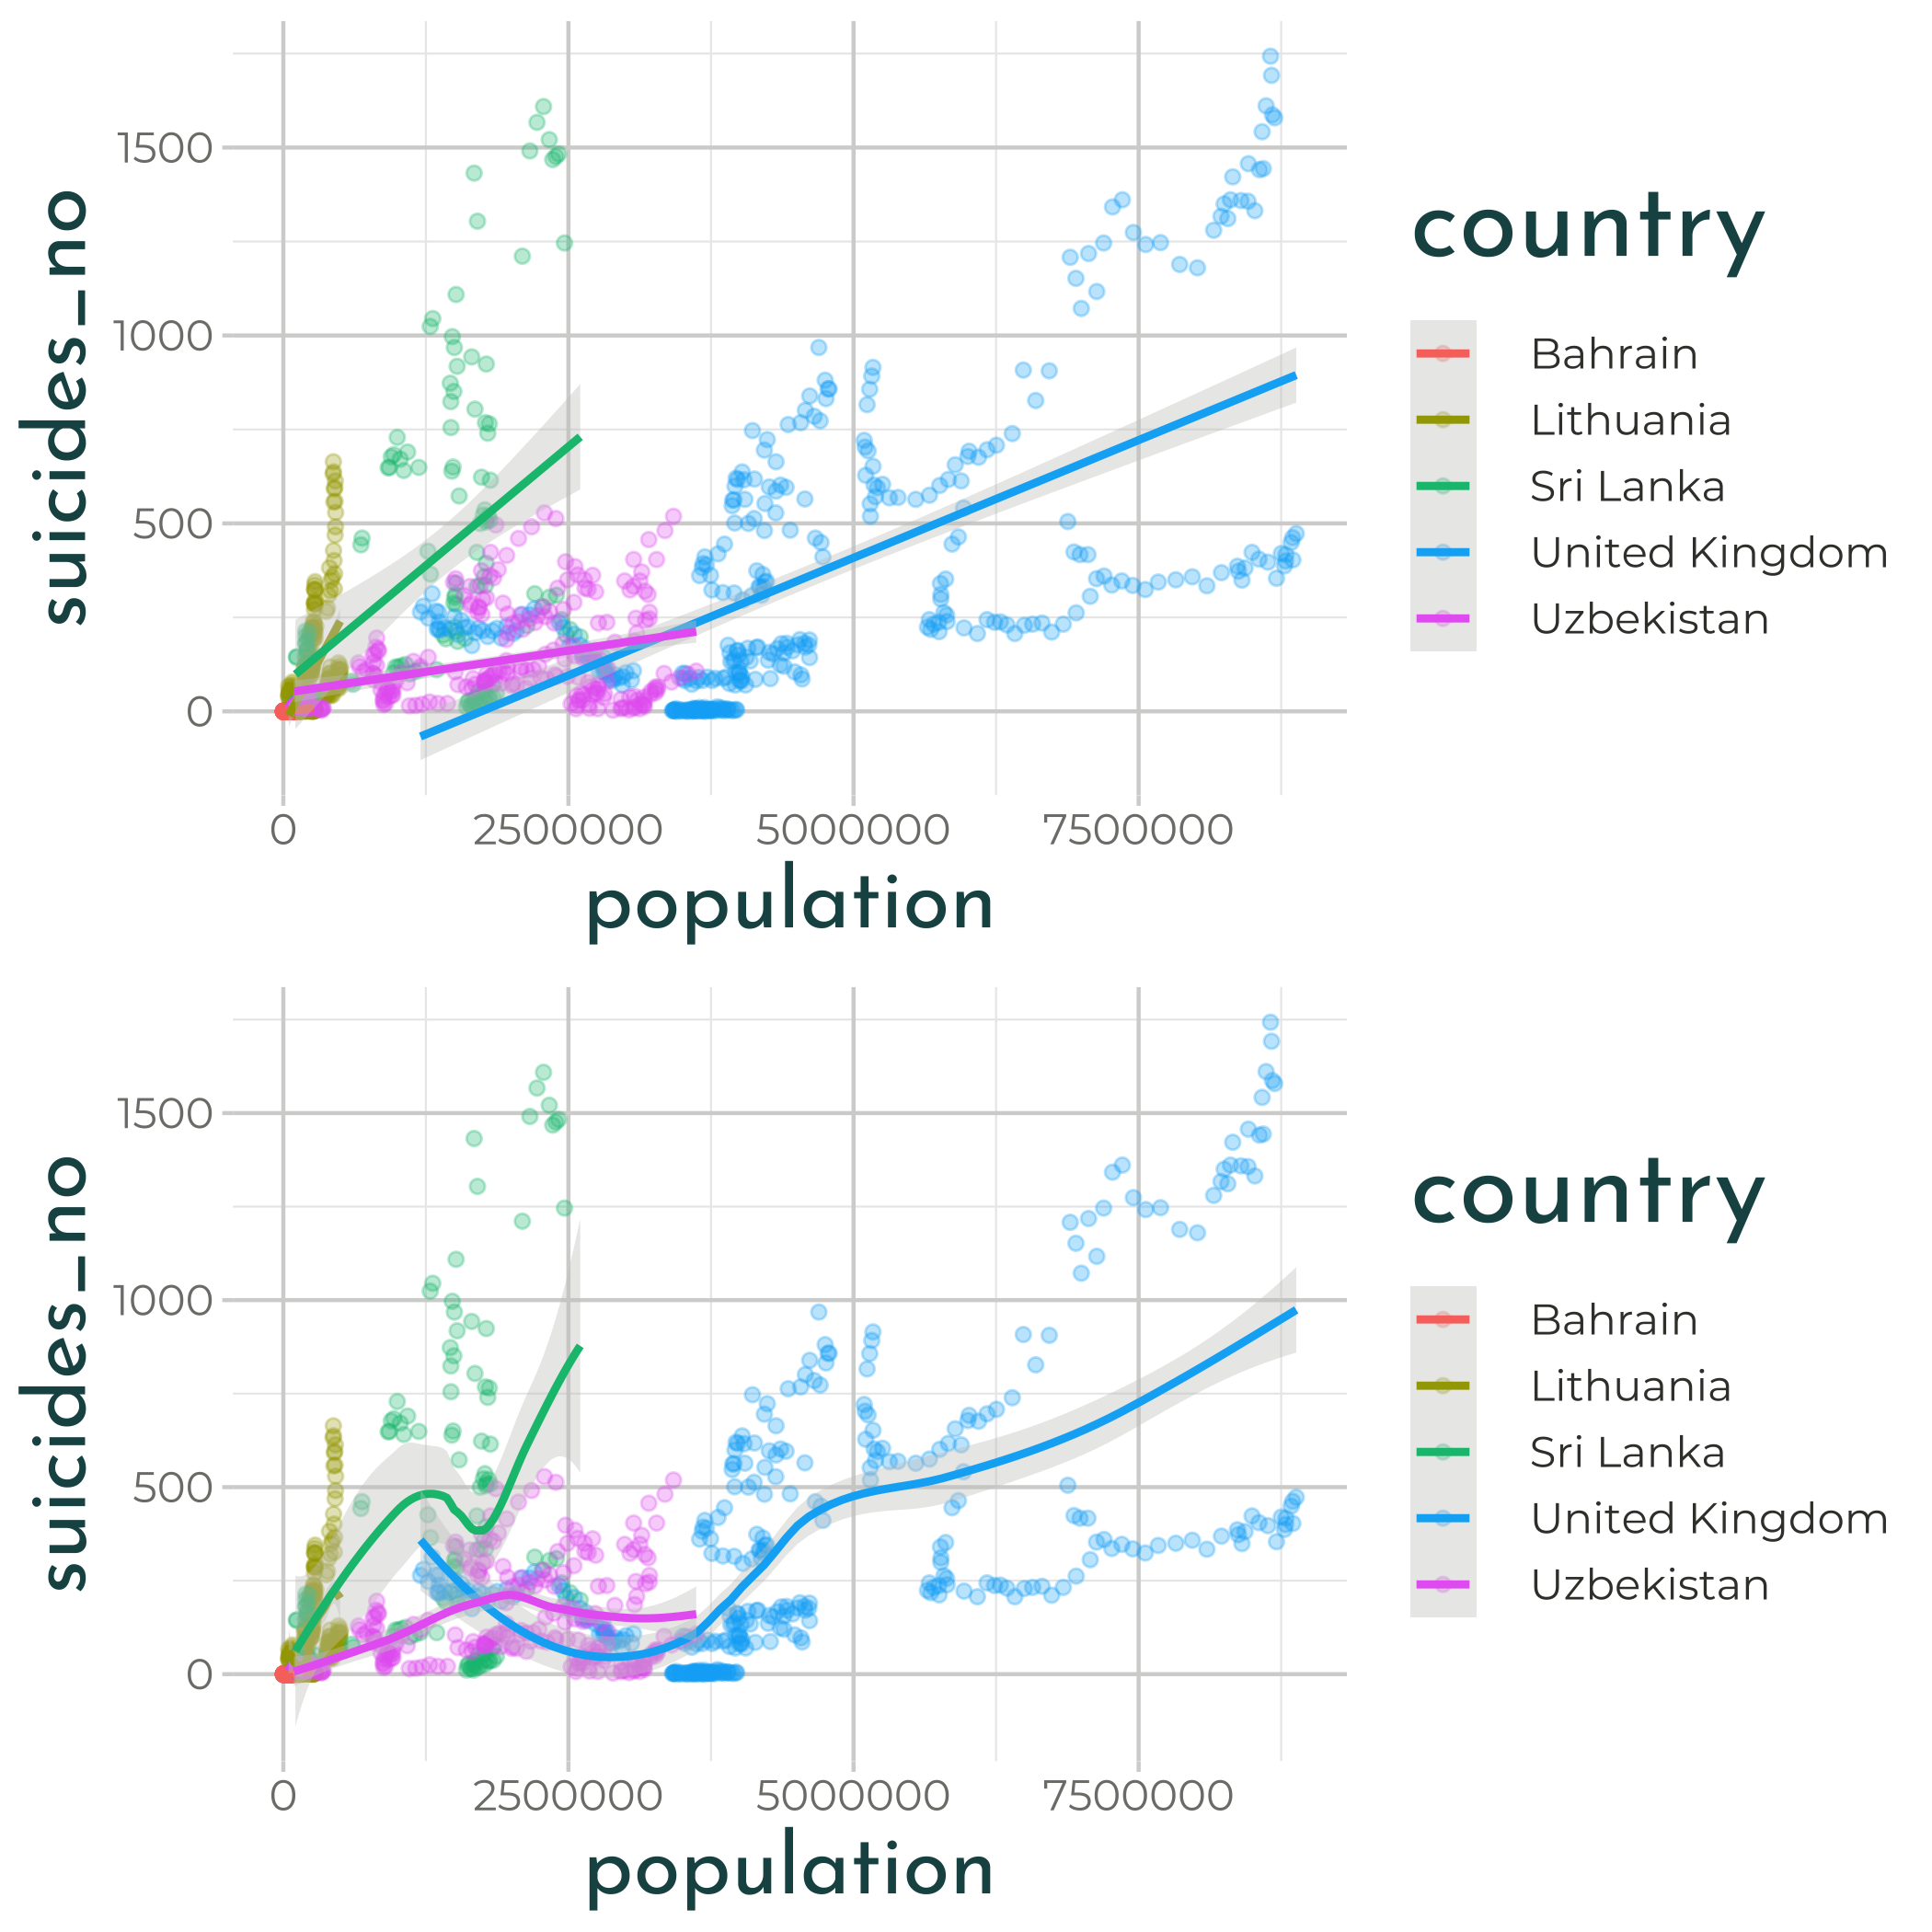 suicides_no
1500
1000
500
0
0 2500000 5000000 7500000
population
country
Bahrain
Lithuania
Sri Lanka
United Kingdom
Uzbekistan
suicides_no
1500
1000
500
0
0 2500000 5000000 7500000
population
country
Bahrain
Lithuania
Sri Lanka
United Kingdom
Uzbekistan